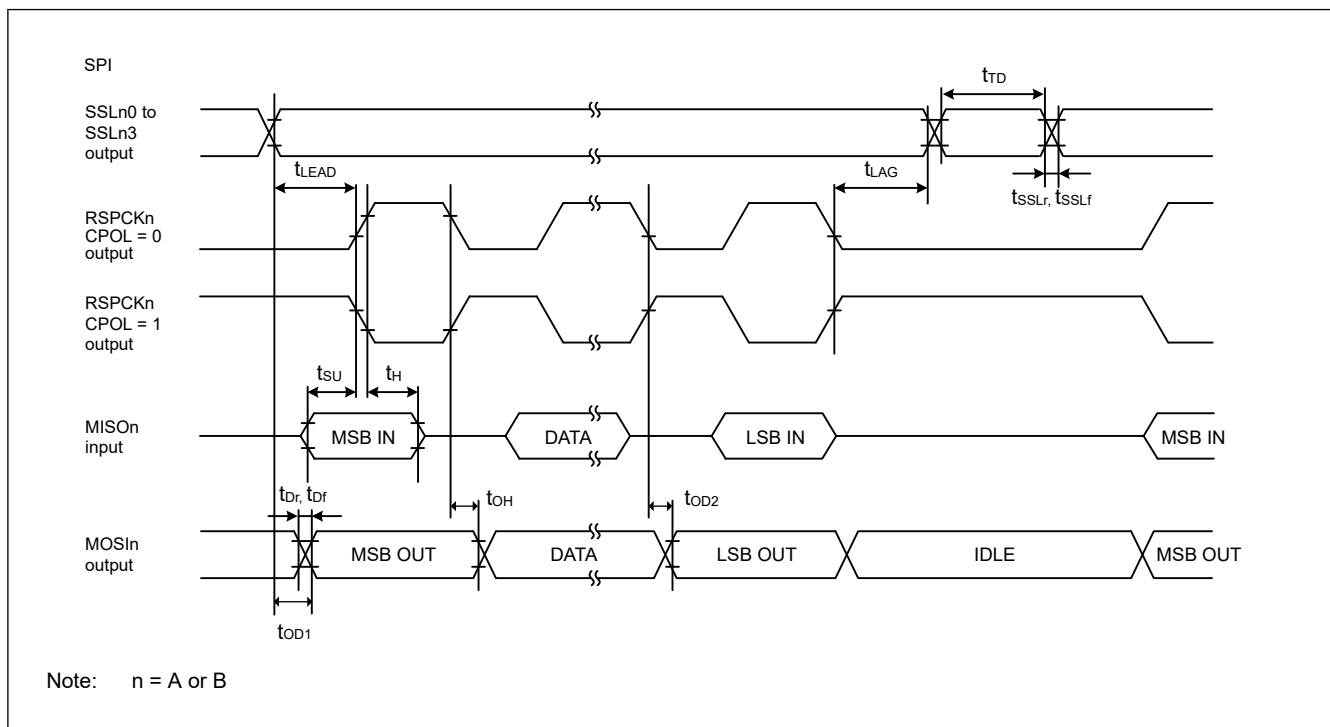 SPI
SSLn0 to
SSLn3
output
tTD
tLEAD
tLAG
tSSLr, tSSLf
RSPCKn
CPOL = 0
output
RSPCKn
CPOL = 1
output
tSU
tH
MISOn
input
MSB IN
DATA
LSB IN
MSB IN
tDr, tDf
tOH
tOD2
MOSIn
output
MSB OUT
DATA
LSB OUT
IDLE
MSB OUT
tOD1
Note: n = A or B